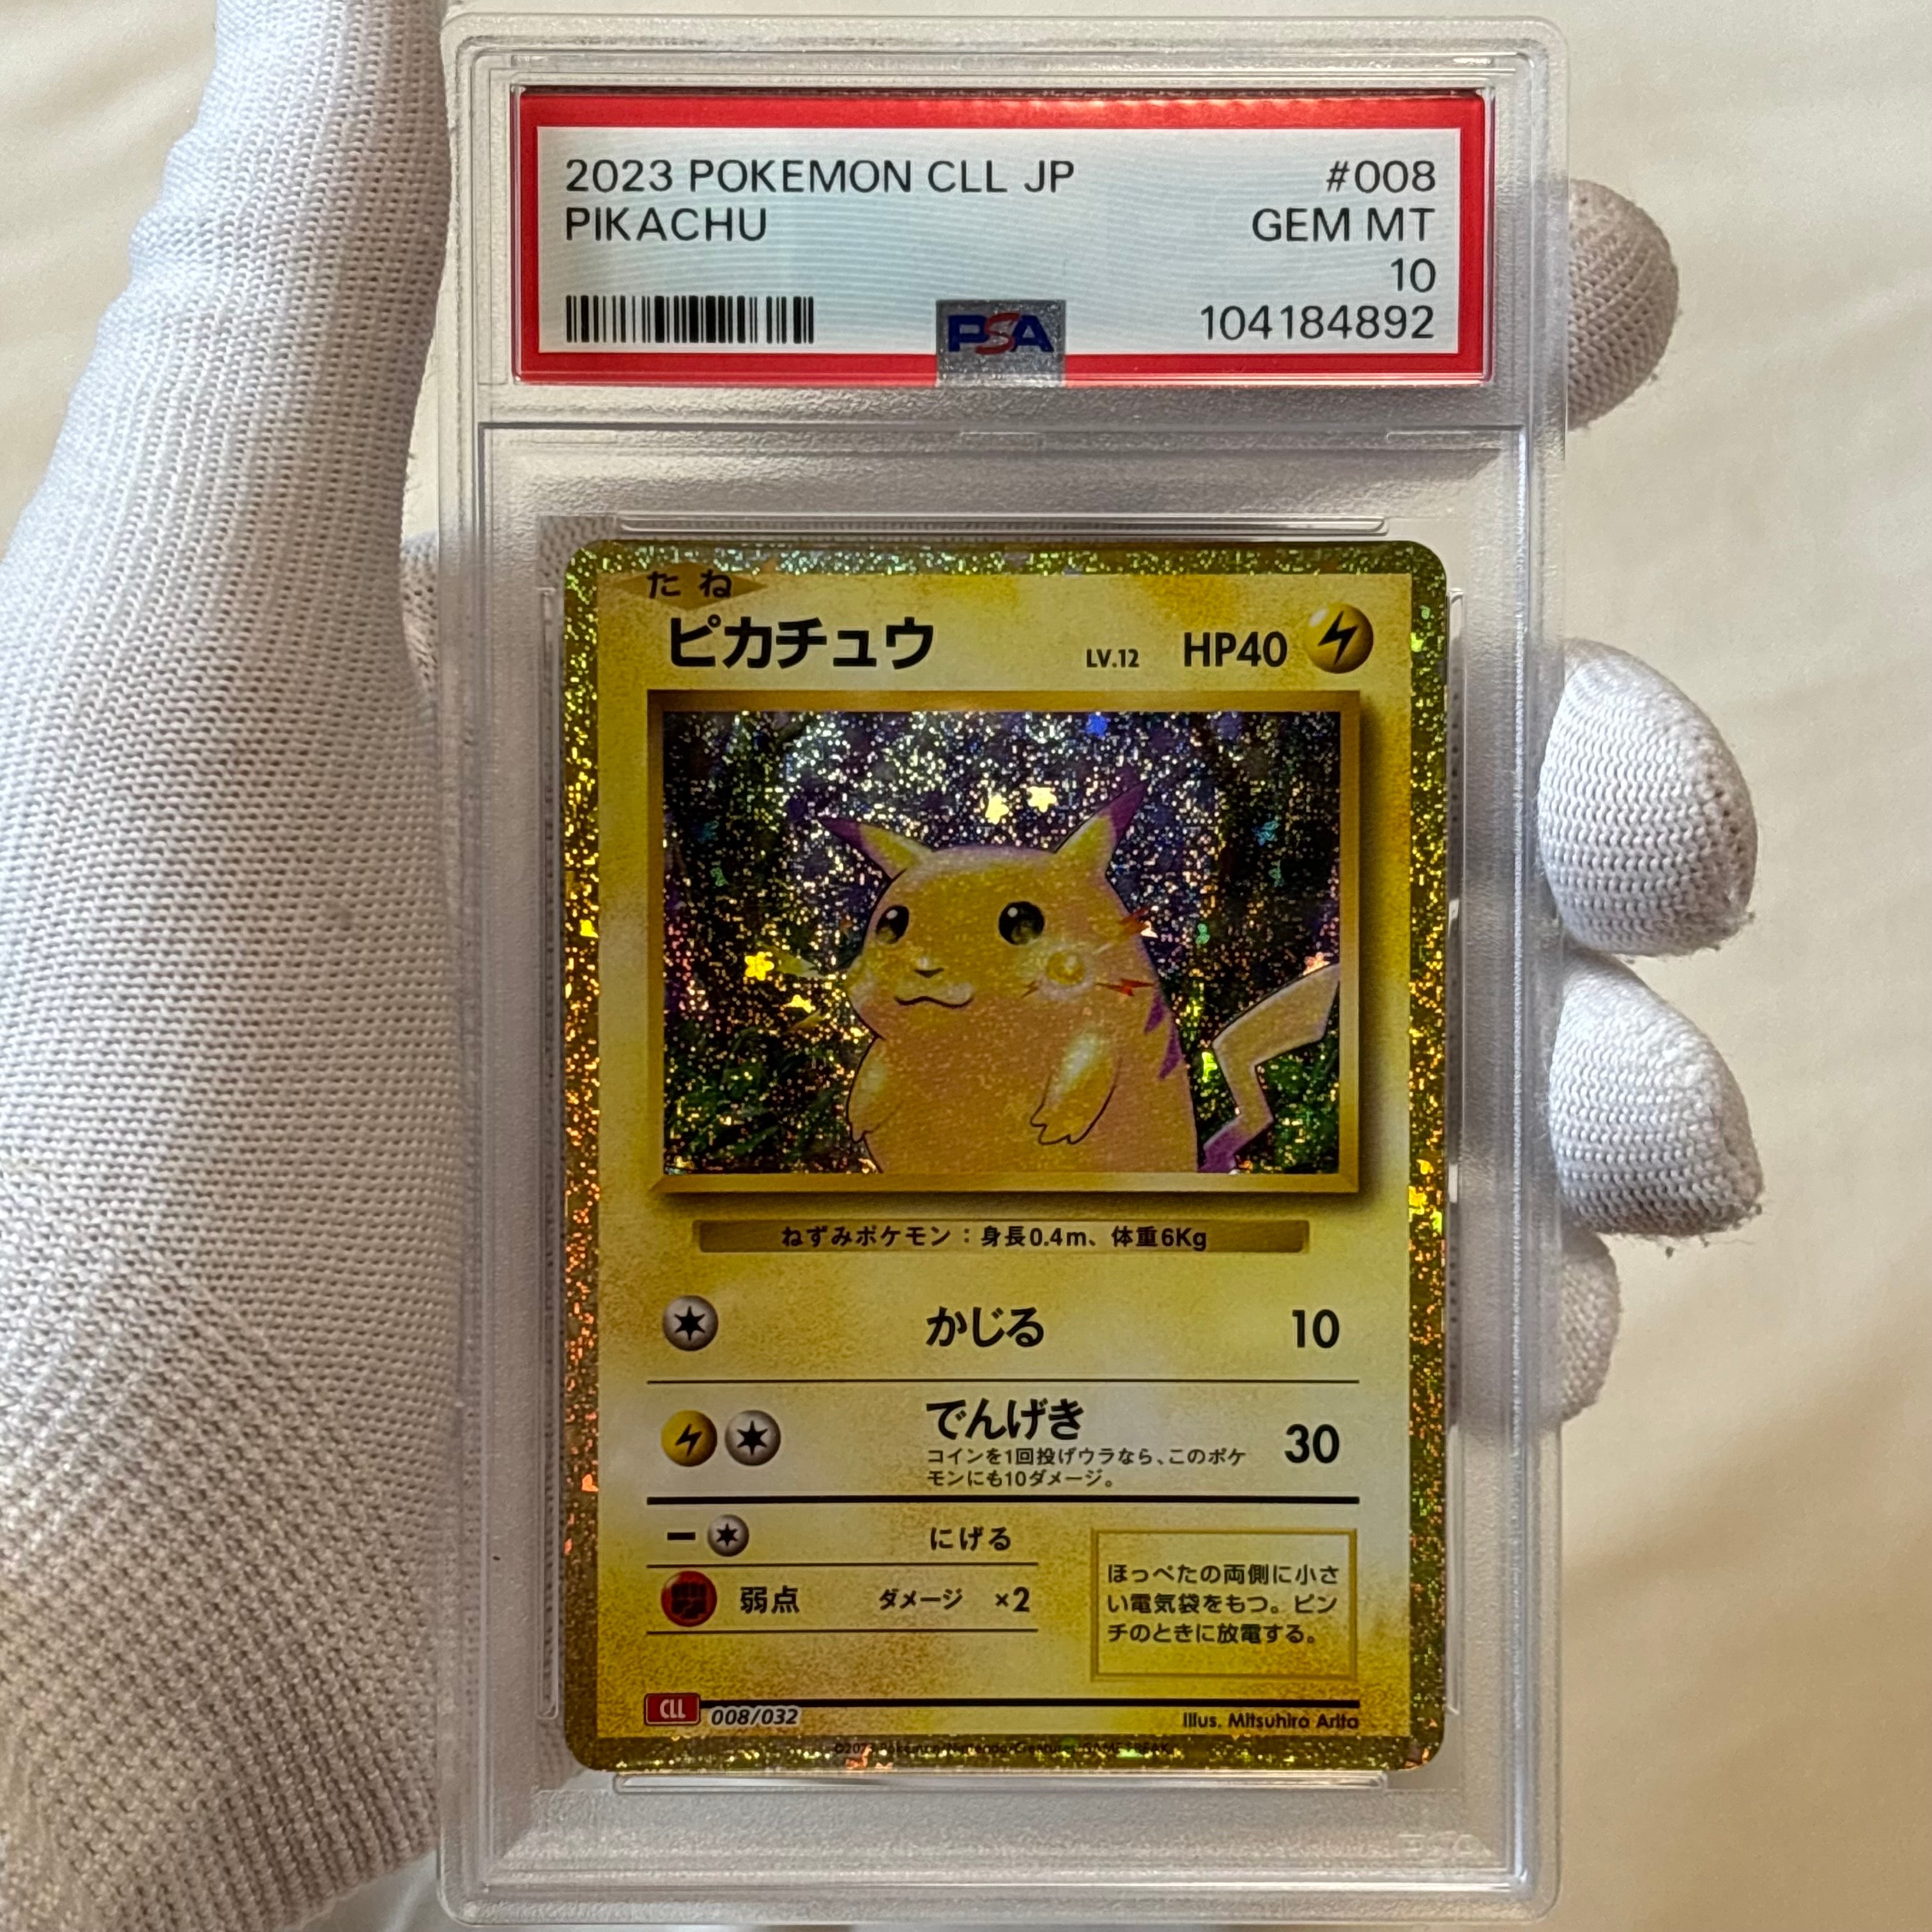 2023 POKEMON CLL JP #008
PIKACHU GEM MT
10
PSA 104184892
たね
ピカチュウ LV.12 HP40
ねずみポケモン：身長0.4m、体重6Kg
かじる 10
でんげき 30
コインを1回投げウラなら、このポケ
モンにも10ダメージ。
にげる
弱点 ダメージ ×2
ほっぺたの両側に小さ
い電気袋をもつ。ピン
チのときに放電する。
CLL 008/032 Illus. Mitsuhiro Arita
©2023 Pokémon/Nintendo/Creatures/GAME FREAK